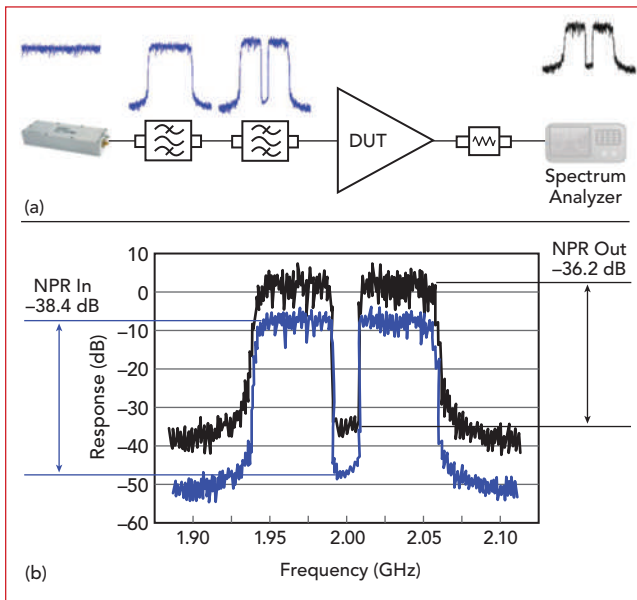 DUT
Spectrum
Analyzer
(a)
NPR In
–38.4 dB
NPR Out
–36.2 dB
Response (dB)
10
0
–10
–20
–30
–40
–50
–60
1.90
1.95
2.00
2.05
2.10
Frequency (GHz)
(b)